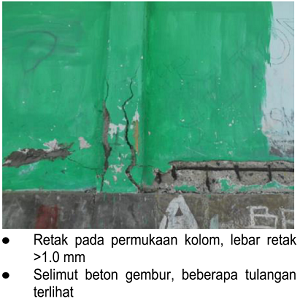 ● Retak pada permukaan kolom, lebar retak
>1.0 mm
● Selimut beton gembur, beberapa tulangan
terlihat